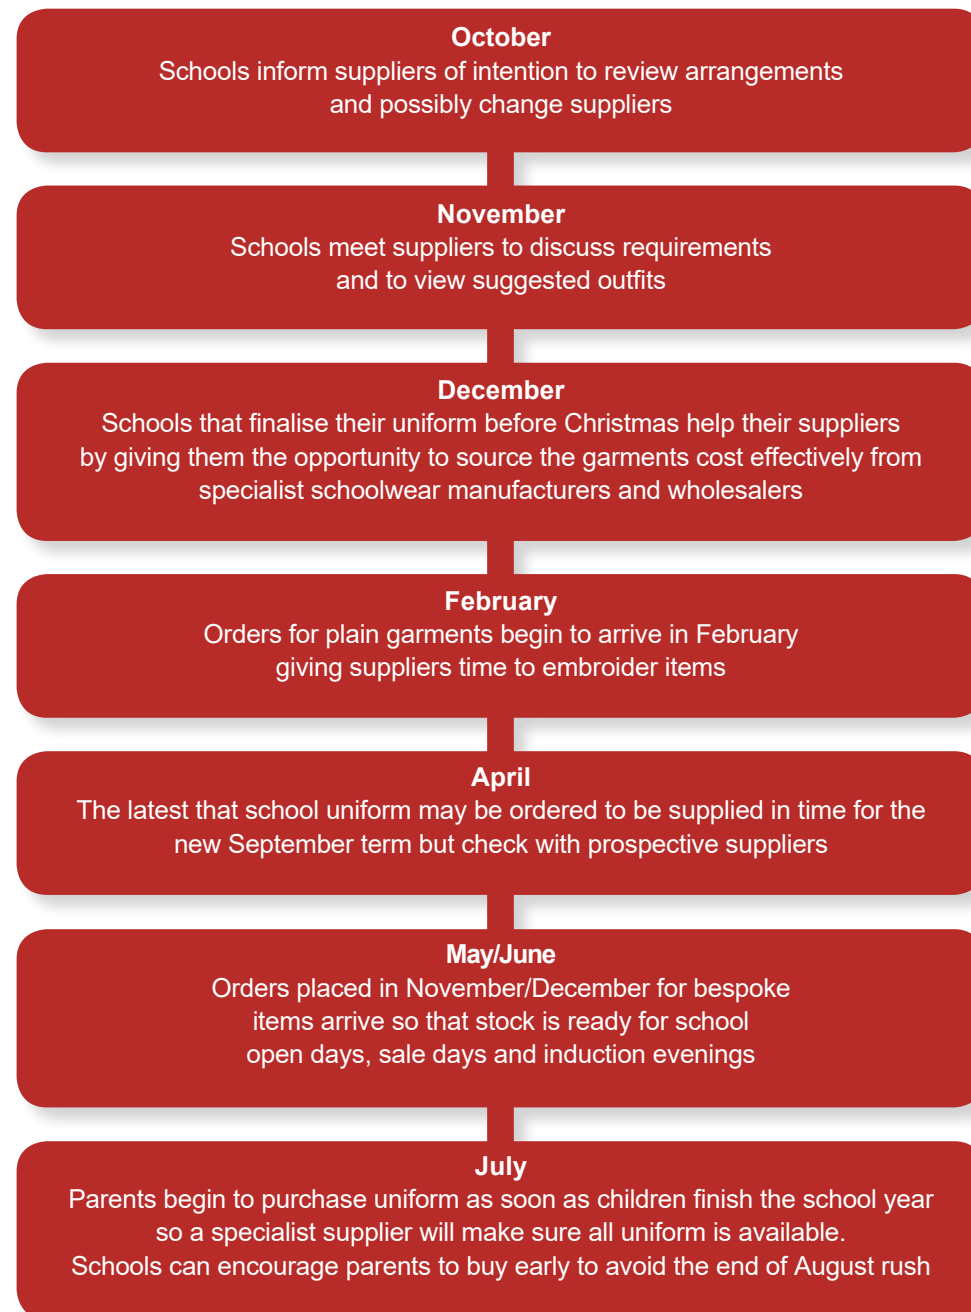 October
Schools inform suppliers of intention to review arrangements
and possibly change suppliers
November
Schools meet suppliers to discuss requirements
and to view suggested outfits
December
Schools that finalise their uniform before Christmas help their suppliers
by giving them the opportunity to source the garments cost effectively from
specialist schoolwear manufacturers and wholesalers
February
Orders for plain garments begin to arrive in February
giving suppliers time to embroider items
April
The latest that school uniform may be ordered to be supplied in time for the
new September term but check with prospective suppliers
May/June
Orders placed in November/December for bespoke
items arrive so that stock is ready for school
open days, sale days and induction evenings
July
Parents begin to purchase uniform as soon as children finish the school year
so a specialist supplier will make sure all uniform is available.
Schools can encourage parents to buy early to avoid the end of August rush